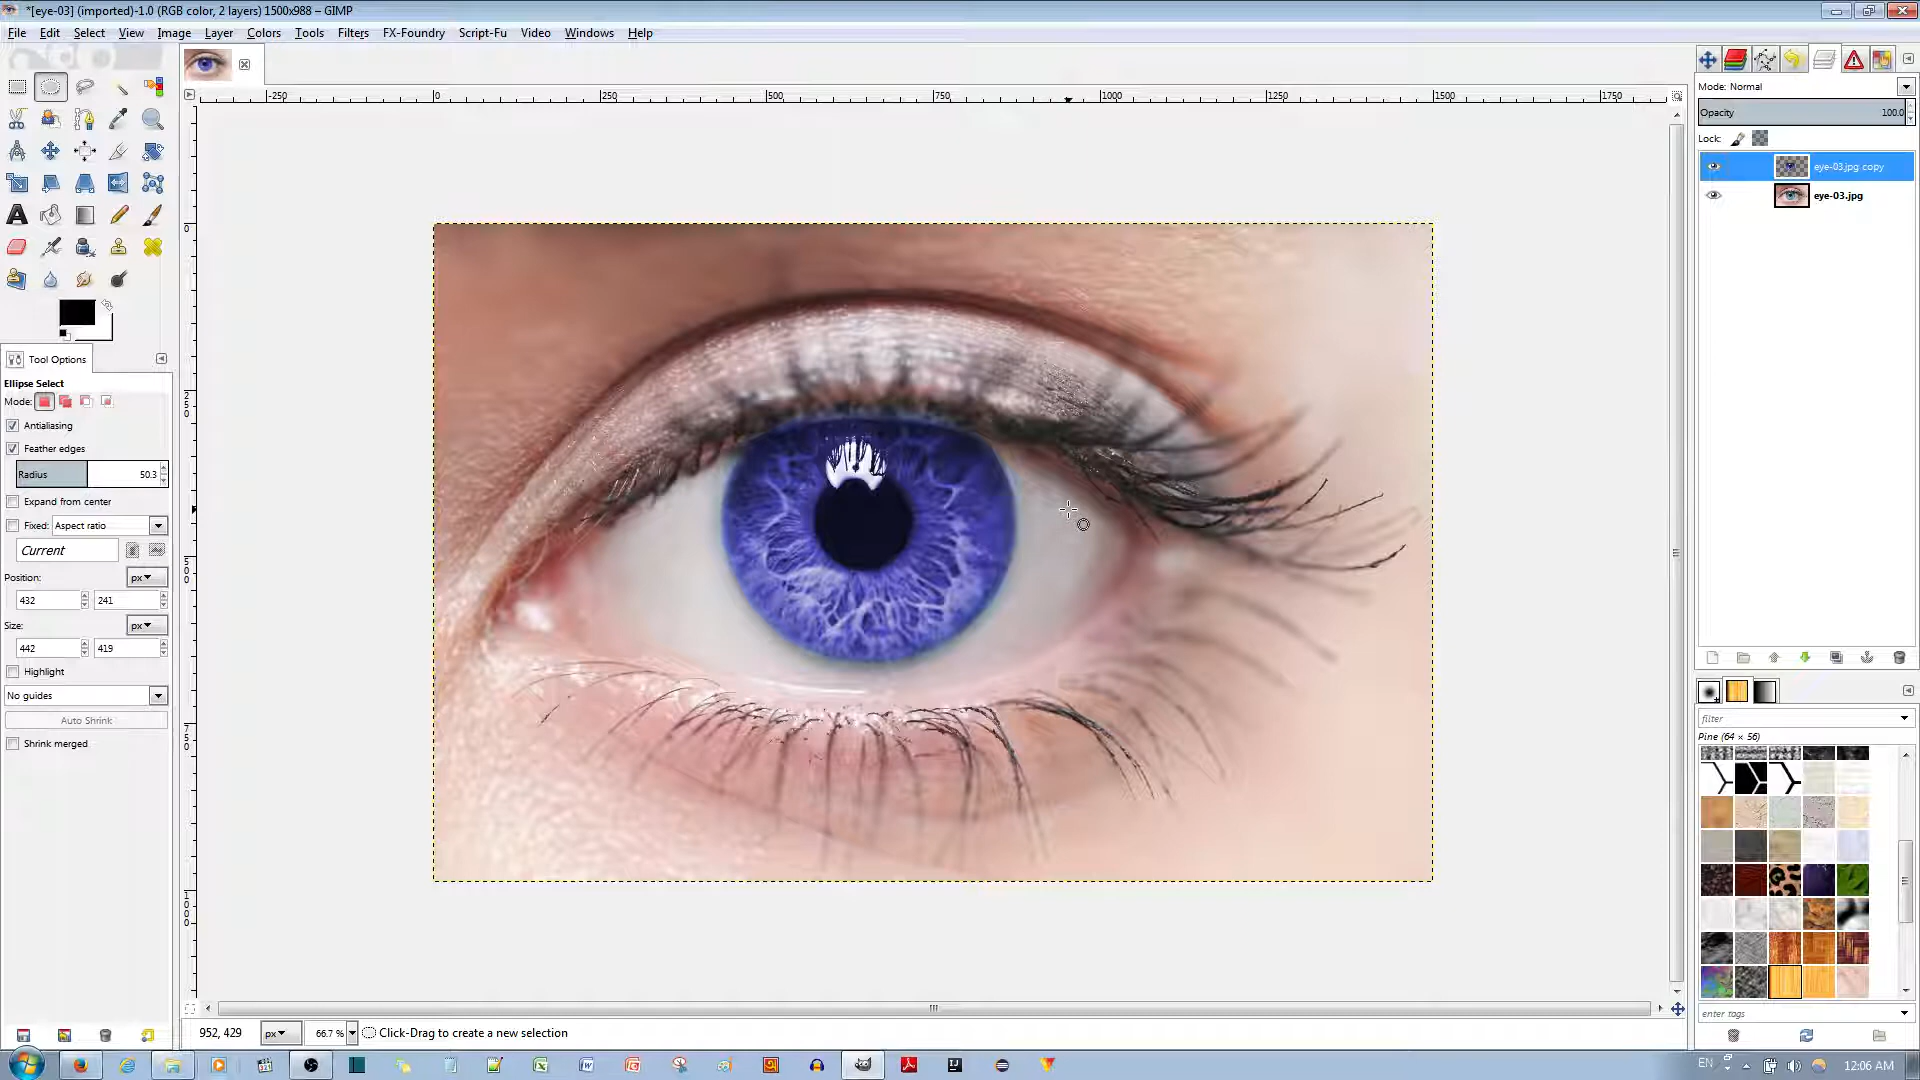 *[eye-03] (imported)-1.0 (RGB color, 2 layers) 1500x988 – GIMP
File Edit Select View Image Layer Colors Tools Filters FX-Foundry Script-Fu Video Windows Help
-250 0 250 500 750 1000 1250 1500 1750
Mode: Normal
Opacity 100.0
Lock:
eye-03.jpg copy
eye-03.jpg
0
250
500
750
1000
Tool Options
Ellipse Select
Mode:
Antialiasing
Feather edges
Radius 50.3
Expand from center
Fixed: Aspect ratio
Current
Position: px
432 241
Size: px
442 419
Highlight
No guides
Auto Shrink
Shrink merged
filter
Pine (64 × 56)
enter tags
952, 429 px 66.7 % Click-Drag to create a new selection
EN 12:06 AM